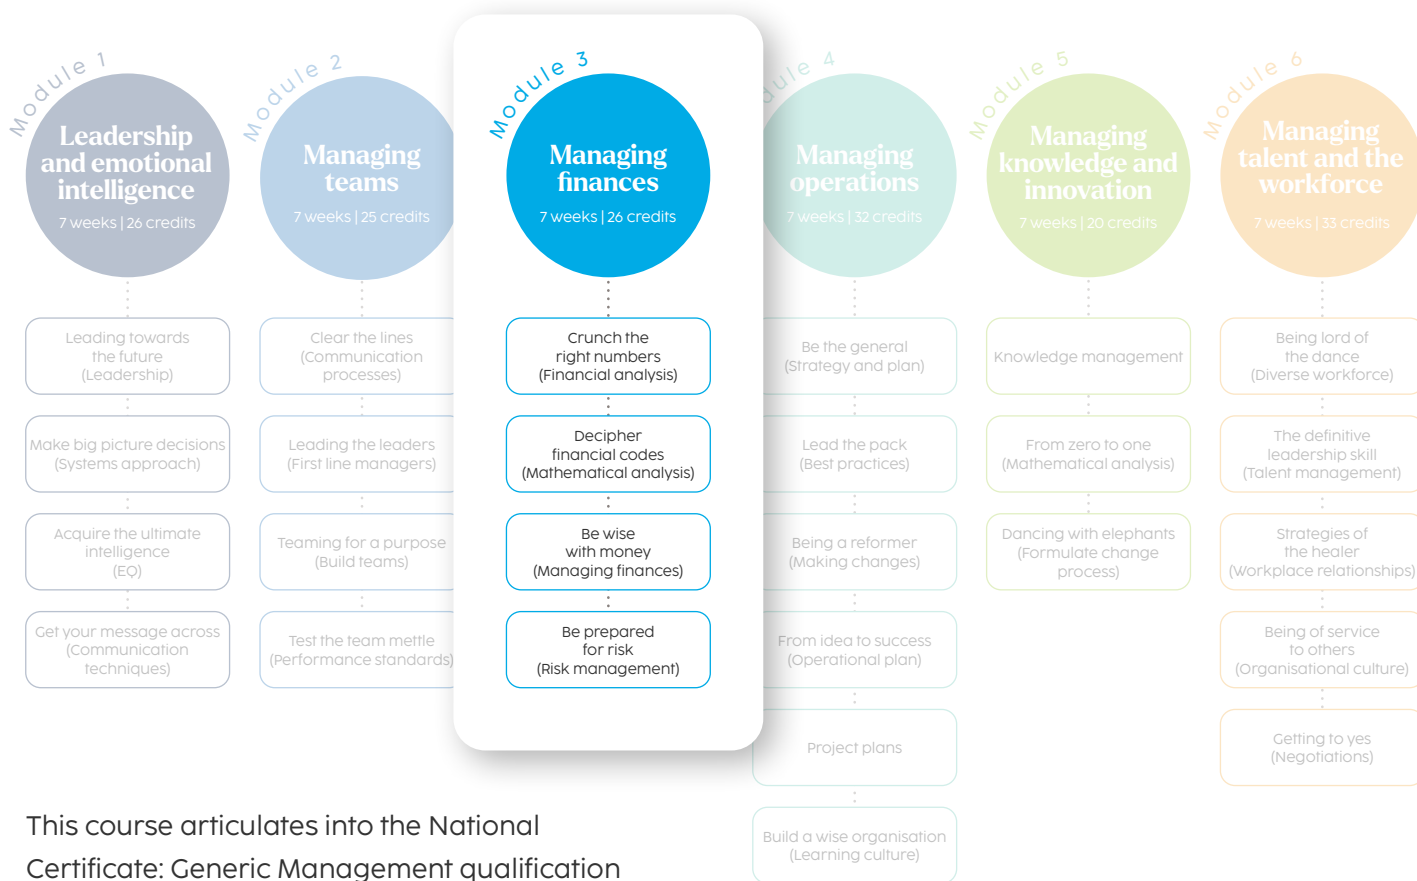 Module 1
Leadership
and emotional
intelligence
7 weeks | 26 credits
Leading towards
the future
(Leadership)
Make big picture decisions
(Systems approach)
Acquire the ultimate
intelligence
(EQ)
Get your message across
(Communication
techniques)
Module 2
Managing
teams
7 weeks | 25 credits
Clear the lines
(Communication
processes)
Leading the leaders
(First line managers)
Teaming for a purpose
(Build teams)
Test the team mettle
(Performance standards)
Module 3
Managing
finances
7 weeks | 26 credits
Crunch the
right numbers
(Financial analysis)
Decipher
financial codes
(Mathematical analysis)
Be wise
with money
(Managing finances)
Be prepared
for risk
(Risk management)
dule 4
Managing
operations
7 weeks | 32 credits
Be the general
(Strategy and plan)
Lead the pack
(Best practices)
Being a reformer
(Making changes)
From idea to success
(Operational plan)
Project plans
Build a wise organisation
(Learning culture)
Module 5
Managing
knowledge and
innovation
7 weeks | 20 credits
Knowledge management
From zero to one
(Mathematical analysis)
Dancing with elephants
(Formulate change
process)
Module 6
Managing
talent and the
workforce
7 weeks | 33 credits
Being lord of
the dance
(Diverse workforce)
The definitive
leadership skill
(Talent management)
Strategies of
the healer
(Workplace relationships)
Being of service
to others
(Organisational culture)
Getting to yes
(Negotiations)
This course articulates into the National
Certificate: Generic Management qualification